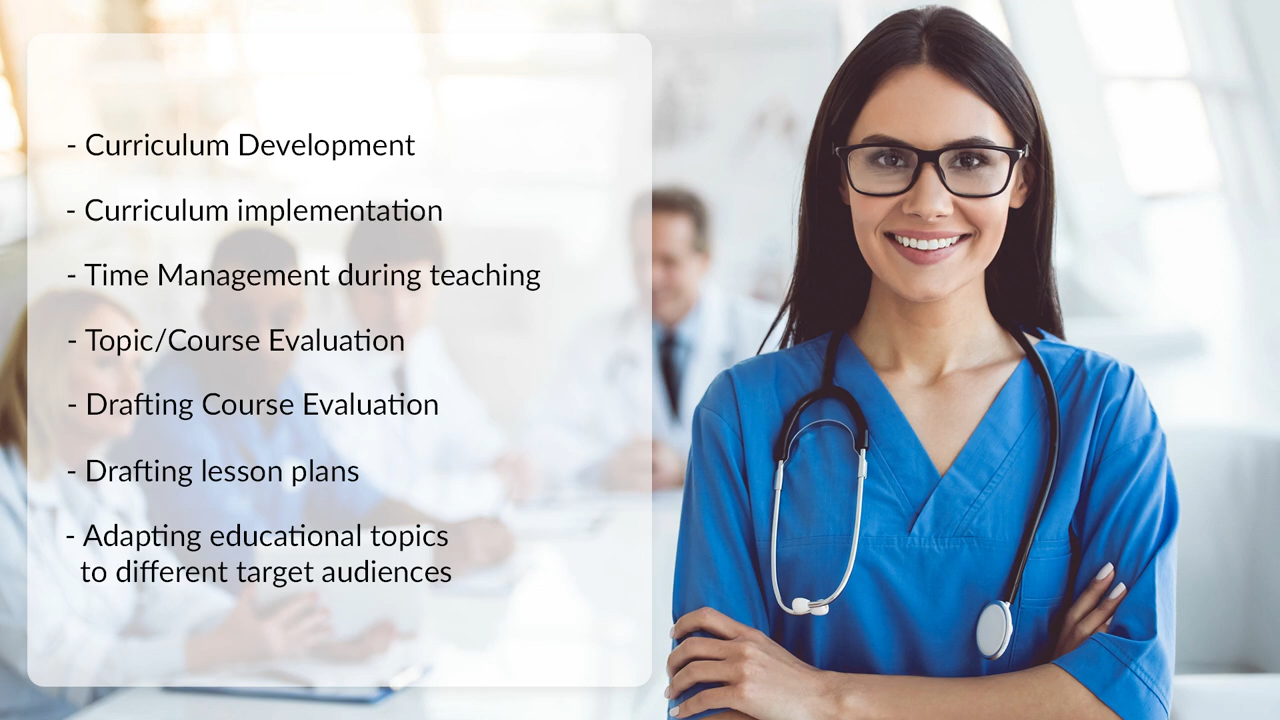 - Curriculum Development
- Curriculum implementation
- Time Management during teaching
- Topic/Course Evaluation
- Drafting Course Evaluation
- Drafting lesson plans
- Adapting educational topics
to different target audiences